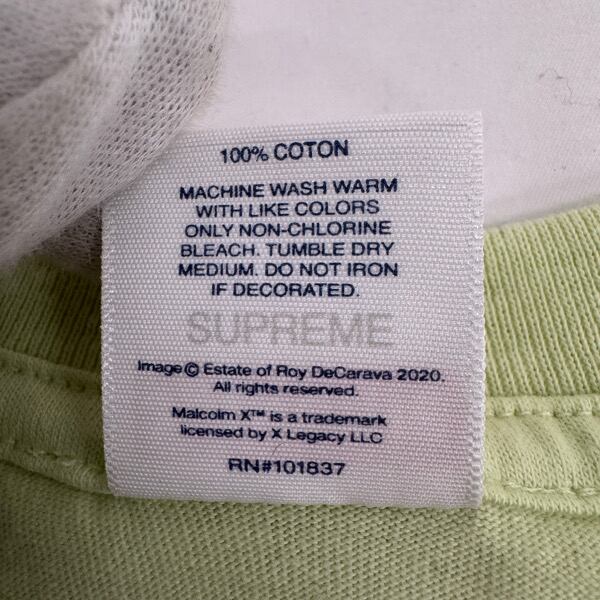 100% COTON
MACHINE WASH WARM
WITH LIKE COLORS
ONLY NON-CHLORINE
BLEACH. TUMBLE DRY
MEDIUM. DO NOT IRON
IF DECORATED.
SUPREME
Image© Estate of Roy DeCarava 2020.
All rights reserved.
Malcolm X™ is a trademark
licensed by X Legacy LLC
RN#101837